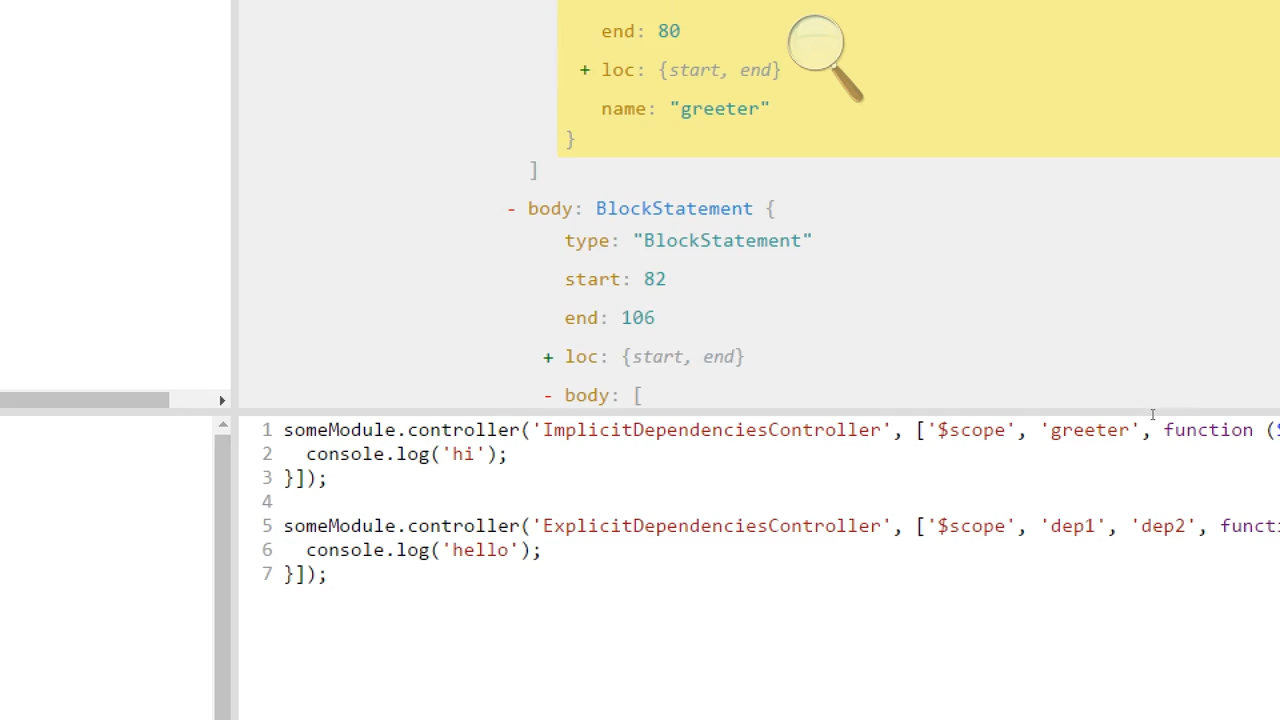 end: 80
+ loc: {start, end}
name: "greeter"
}
]
- body: BlockStatement {
type: "BlockStatement"
start: 82
end: 106
+ loc: {start, end}
- body: [
1 someModule.controller('ImplicitDependenciesController', ['$scope', 'greeter', function (
2 console.log('hi');
3 }]);
4
5 someModule.controller('ExplicitDependenciesController', ['$scope', 'dep1', 'dep2', functi
6 console.log('hello');
7 }]);